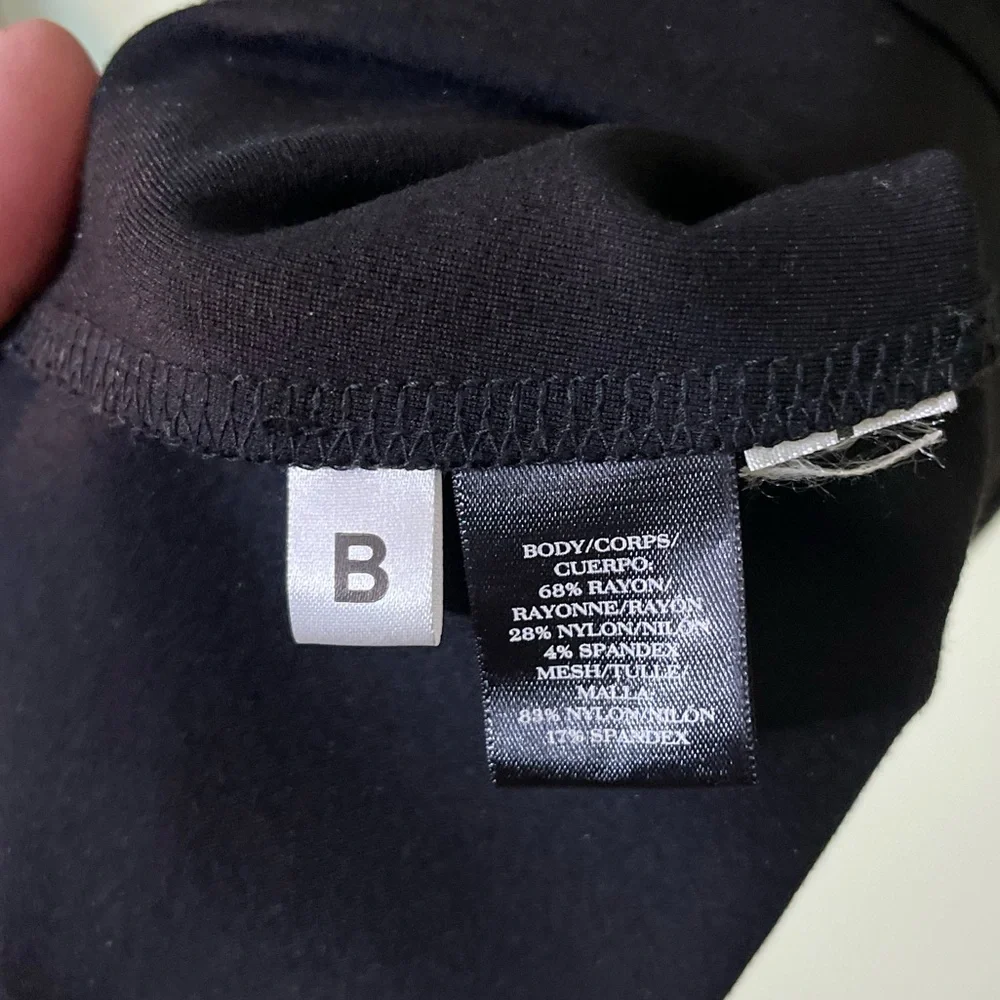 B
BODY/CORPS/
CUERPO:
68% RAYON/
RAYONNE/RAYON
28% NYLON/NILON
4% SPANDEX
MESH/TULLE/
MALLA:
83% NYLON/NILON
17% SPANDEX